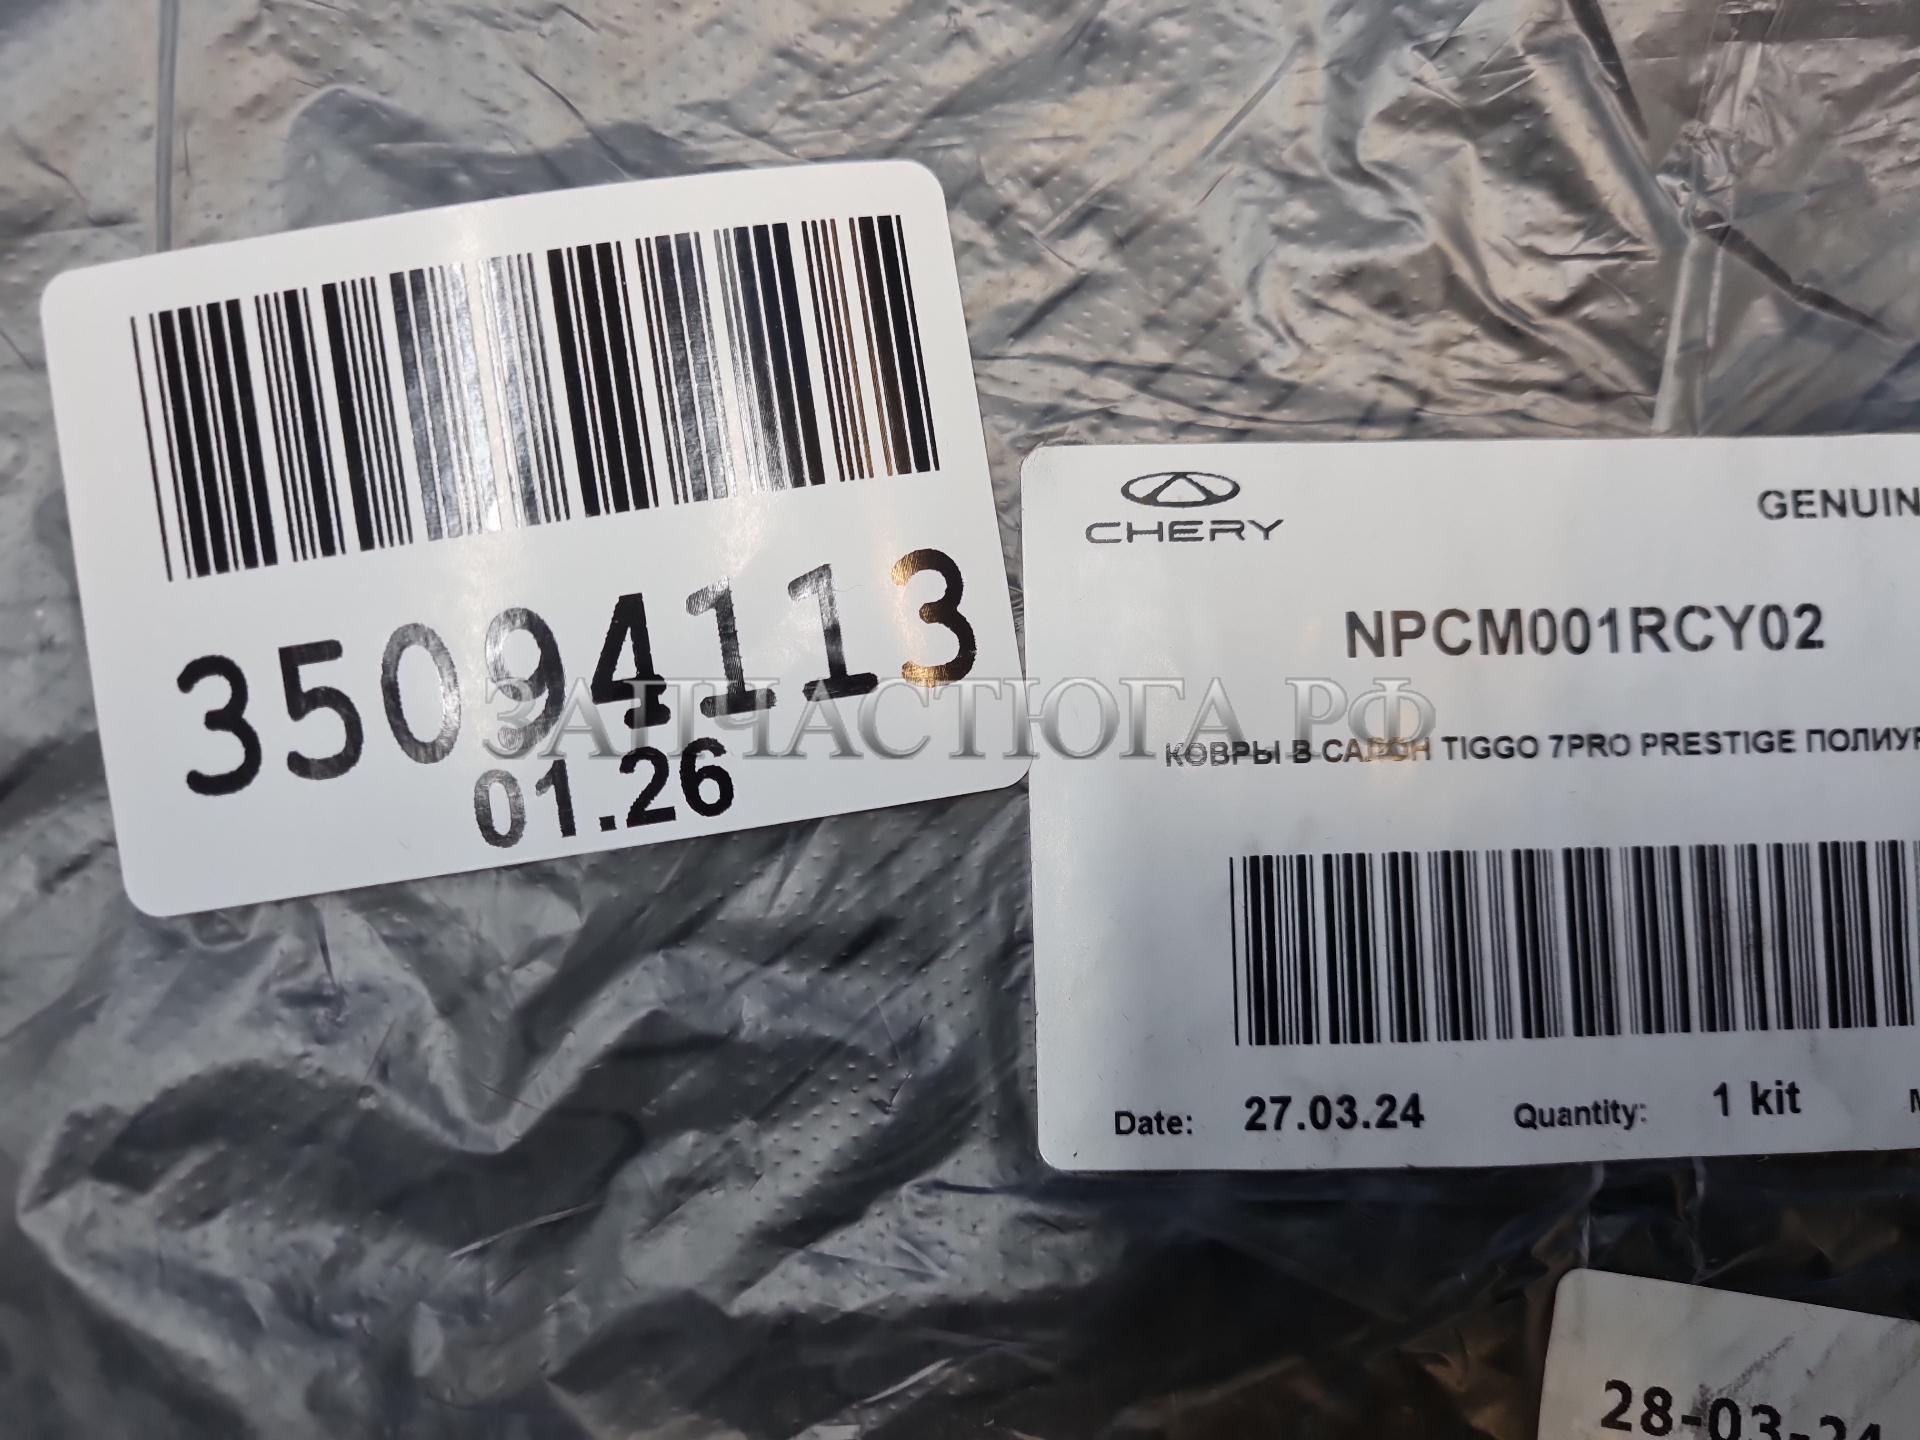 35094113
01.26
CHERY
GENUIN
NPCM001RCY02
КОВРЫ В САЛОН TIGGO 7PRO PRESTIGE ПОЛИУР
Date: 27.03.24 Quantity: 1 kit
28-03-24
ЗАПЧАСТЮГА.РФ